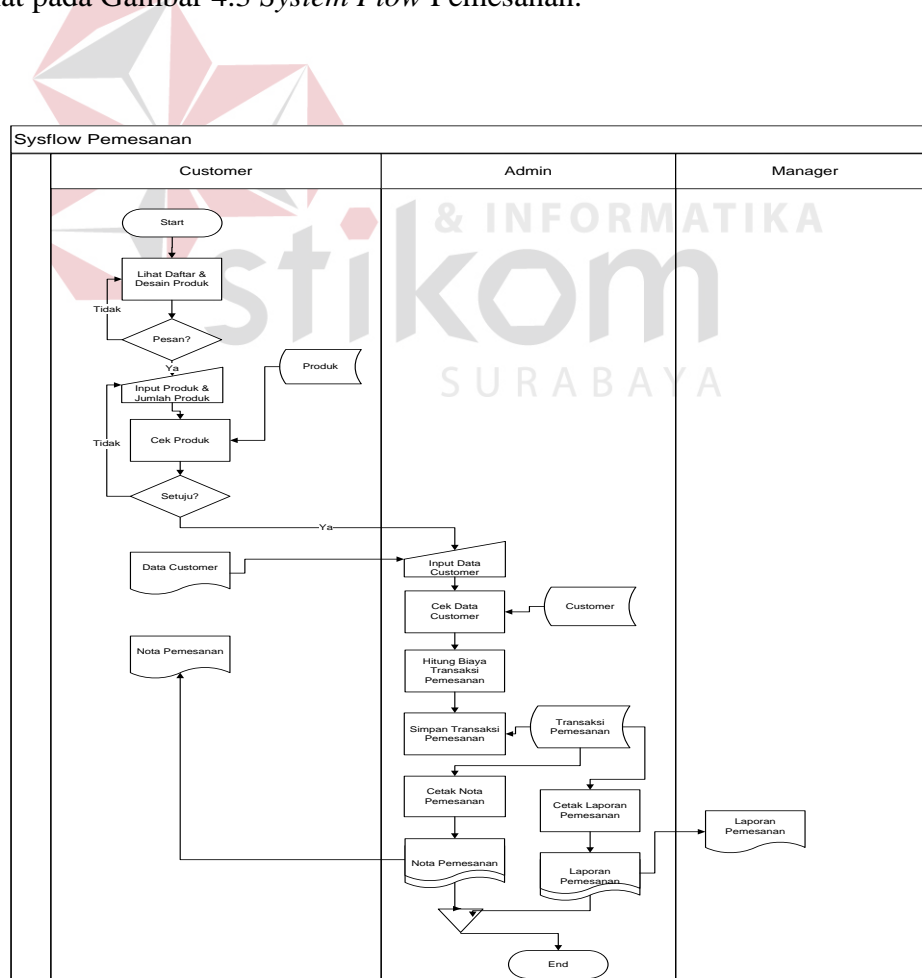 at pada Gambar 4.3 System Flow Pemesanan.
Sysflow Pemesanan
Customer
Admin
Manager
& INFORMATIKA
stikom
SURABAYA
Start
Lihat Daftar &
Desain Produk
Tidak
Pesan?
Ya
Produk
Input Produk &
Jumlah Produk
Tidak
Cek Produk
Setuju?
Ya
Data Customer
Input Data
Customer
Cek Data
Customer
Customer
Nota Pemesanan
Hitung Biaya
Transaksi
Pemesanan
Simpan Transaksi
Pemesanan
Transaksi
Pemesanan
Cetak Nota
Pemesanan
Cetak Laporan
Pemesanan
Laporan
Pemesanan
Nota Pemesanan
Laporan
Pemesanan
End